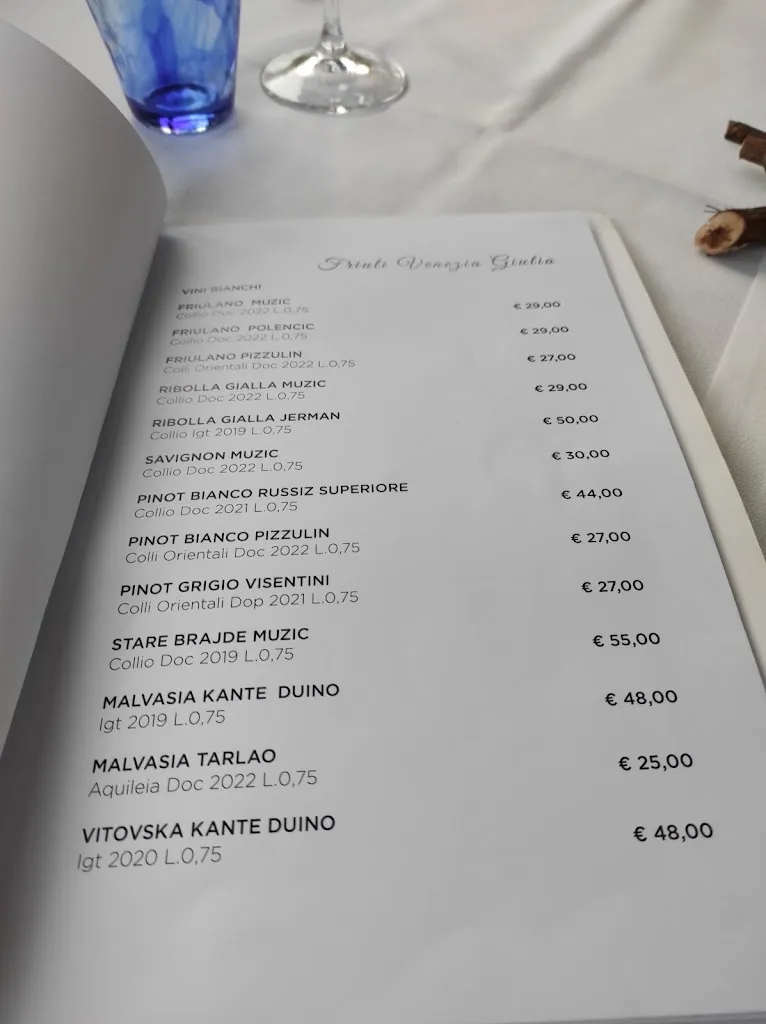 Friuli Venezia Giulia
VINI BIANCHI
FRIULANO MUZIC € 29,00
Collio Doc 2022 L.0,75
FRIULANO POLENCIC € 29,00
Collio Doc 2022 L.0,75
FRIULANO PIZZULIN € 27,00
Colli Orientali Doc 2022 L.0,75
RIBOLLA GIALLA MUZIC € 29,00
Collio Doc 2022 L.0,75
RIBOLLA GIALLA JERMAN € 50,00
Collio Igt 2019 L.0,75
SAVIGNON MUZIC € 30,00
Collio Doc 2022 L.0,75
PINOT BIANCO RUSSIZ SUPERIORE € 44,00
Collio Doc 2021 L.0,75
PINOT BIANCO PIZZULIN € 27,00
Colli Orientali Doc 2022 L.0,75
PINOT GRIGIO VISENTINI € 27,00
Colli Orientali Dop 2021 L.0,75
STARE BRAJDE MUZIC € 55,00
Collio Doc 2019 L.0,75
MALVASIA KANTE DUINO € 48,00
Igt 2019 L.0,75
MALVASIA TARLAO € 25,00
Aquileia Doc 2022 L.0,75
VITOVSKA KANTE DUINO € 48,00
Igt 2020 L.0,75